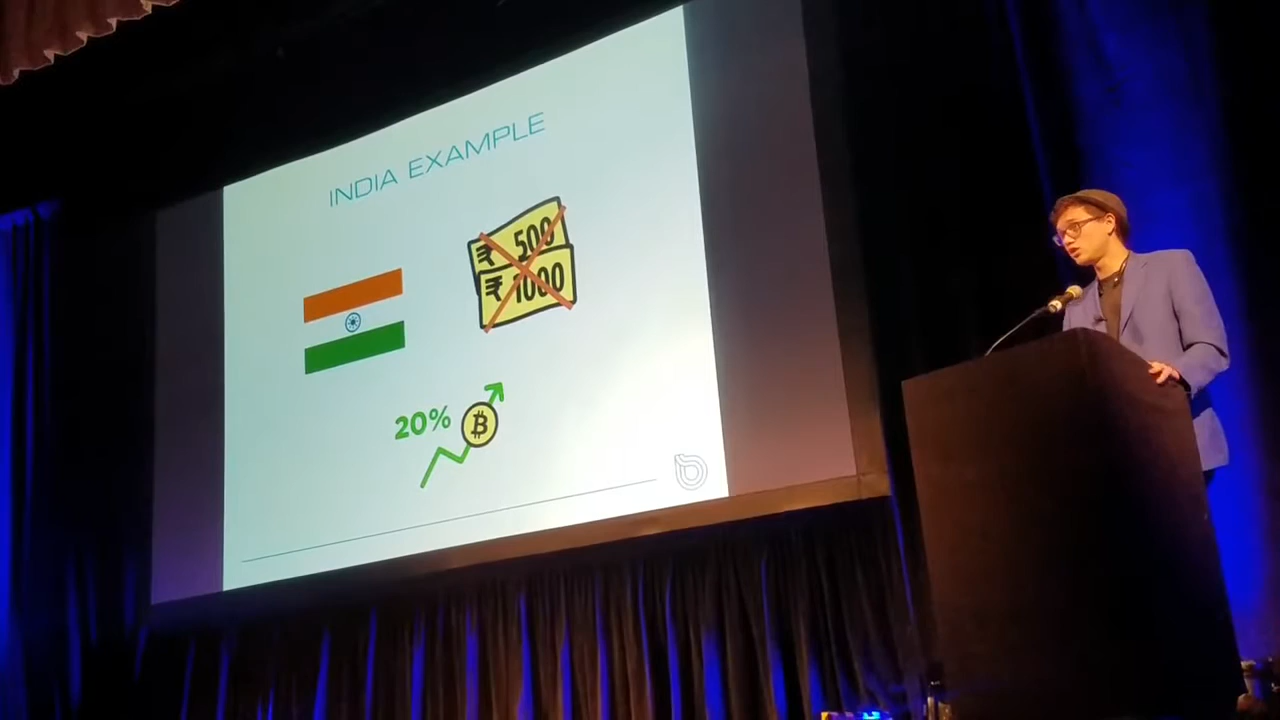 INDIA EXAMPLE
₹ 500
₹ 1000
20%
₿